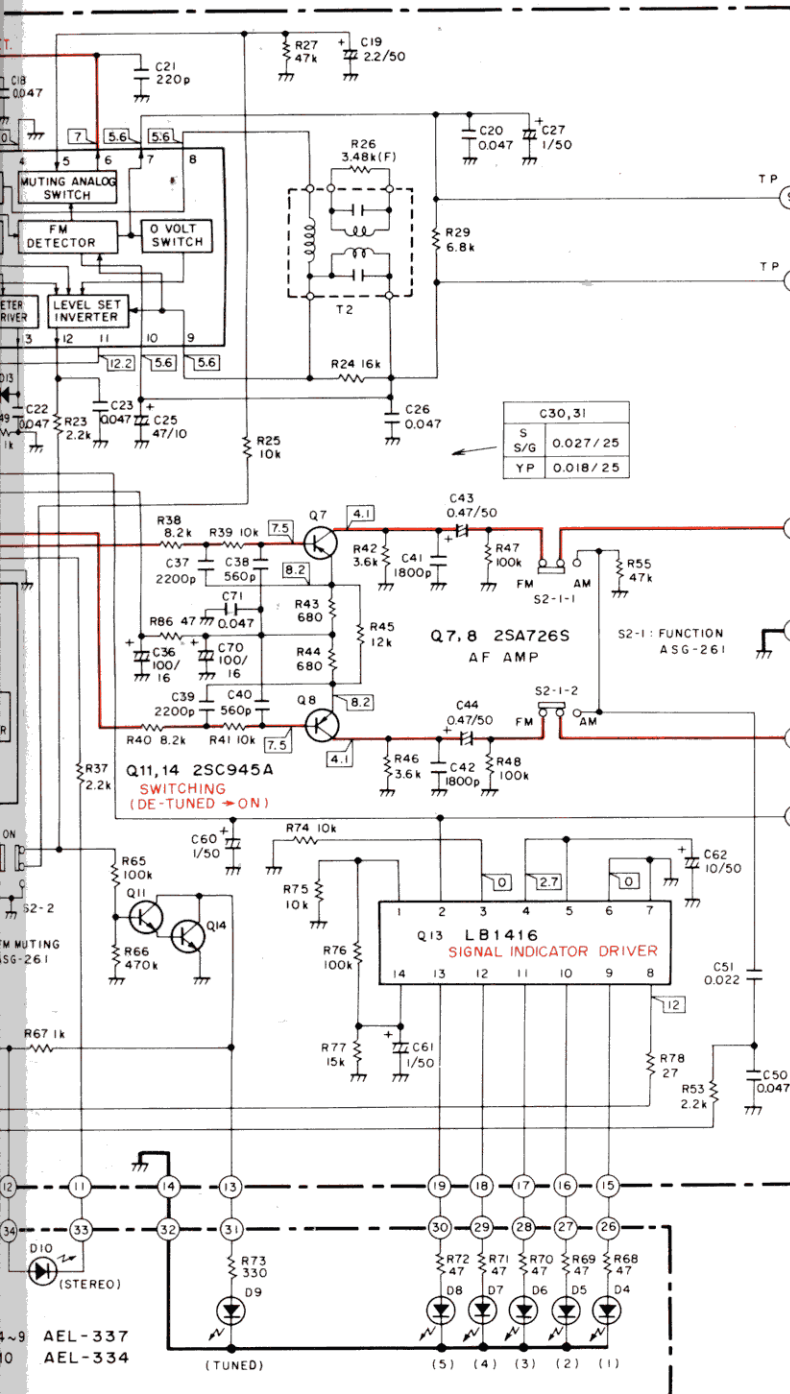 T.
C18
0.047
C21
220p
R27
47k
C19
2.2/50
7
5.6
5.6
4 5 6 7 8
MUTING ANALOG
SWITCH
FM
DETECTOR
0 VOLT
SWITCH
LEVEL SET
INVERTER
13 12 11 10 9
12.2
5.6
5.6
R26
3.48k(F)
T2
C20
0.047
C27
1/50
R29
6.8k
TP
TP
R24 16k
C26
0.047
D13
C22
0.047
1k
R23
2.2k
C23
0.047
C25
47/10
R25
10k
C30,31
S
S/G 0.027/25
YP 0.018/25
R38
8.2k
R39 10k
C37
2200p
C38
560p
7.5
Q7
4.1
8.2
R42
3.6k
C41
1800p
C43
0.47/50
R47
100k
FM AM
S2-1-1
R55
47k
C71
0.047
R86 47
C36
100/
16
C70
100/
16
R43
680
R44
680
R45
12k
Q7,8 2SA726S
AF AMP
S2-1 : FUNCTION
ASG-261
C39
2200p
C40
560p
R40 8.2k
R41 10k
7.5
Q8
8.2
4.1
C44
0.47/50
R46
3.6k
C42
1800p
R48
100k
S2-1-2
FM AM
R37
2.2k
Q11,14 2SC945A
SWITCHING
(DE-TUNED → ON)
ON
S2-2
FM MUTING
ASG-261
C60
1/50
R74 10k
R75
10k
0
2.7
0
C62
10/50
R65
100k
Q11
Q14
R66
470k
1 2 3 4 5 6 7
Q13 LB1416
SIGNAL INDICATOR DRIVER
14 13 12 11 10 9 8
R76
100k
R77
15k
C61
1/50
12
R78
27
C51
0.022
R53
2.2k
C50
0.047
R67 1k
12 11 14 13 19 18 17 16 15
34 33 32 31 30 29 28 27 26
D10
(STEREO)
R73
330
D9
R72
47
R71
47
R70
47
R69
47
R68
47
D8 D7 D6 D5 D4
(TUNED) (5) (4) (3) (2) (1)
4~9 AEL-337
10 AEL-334